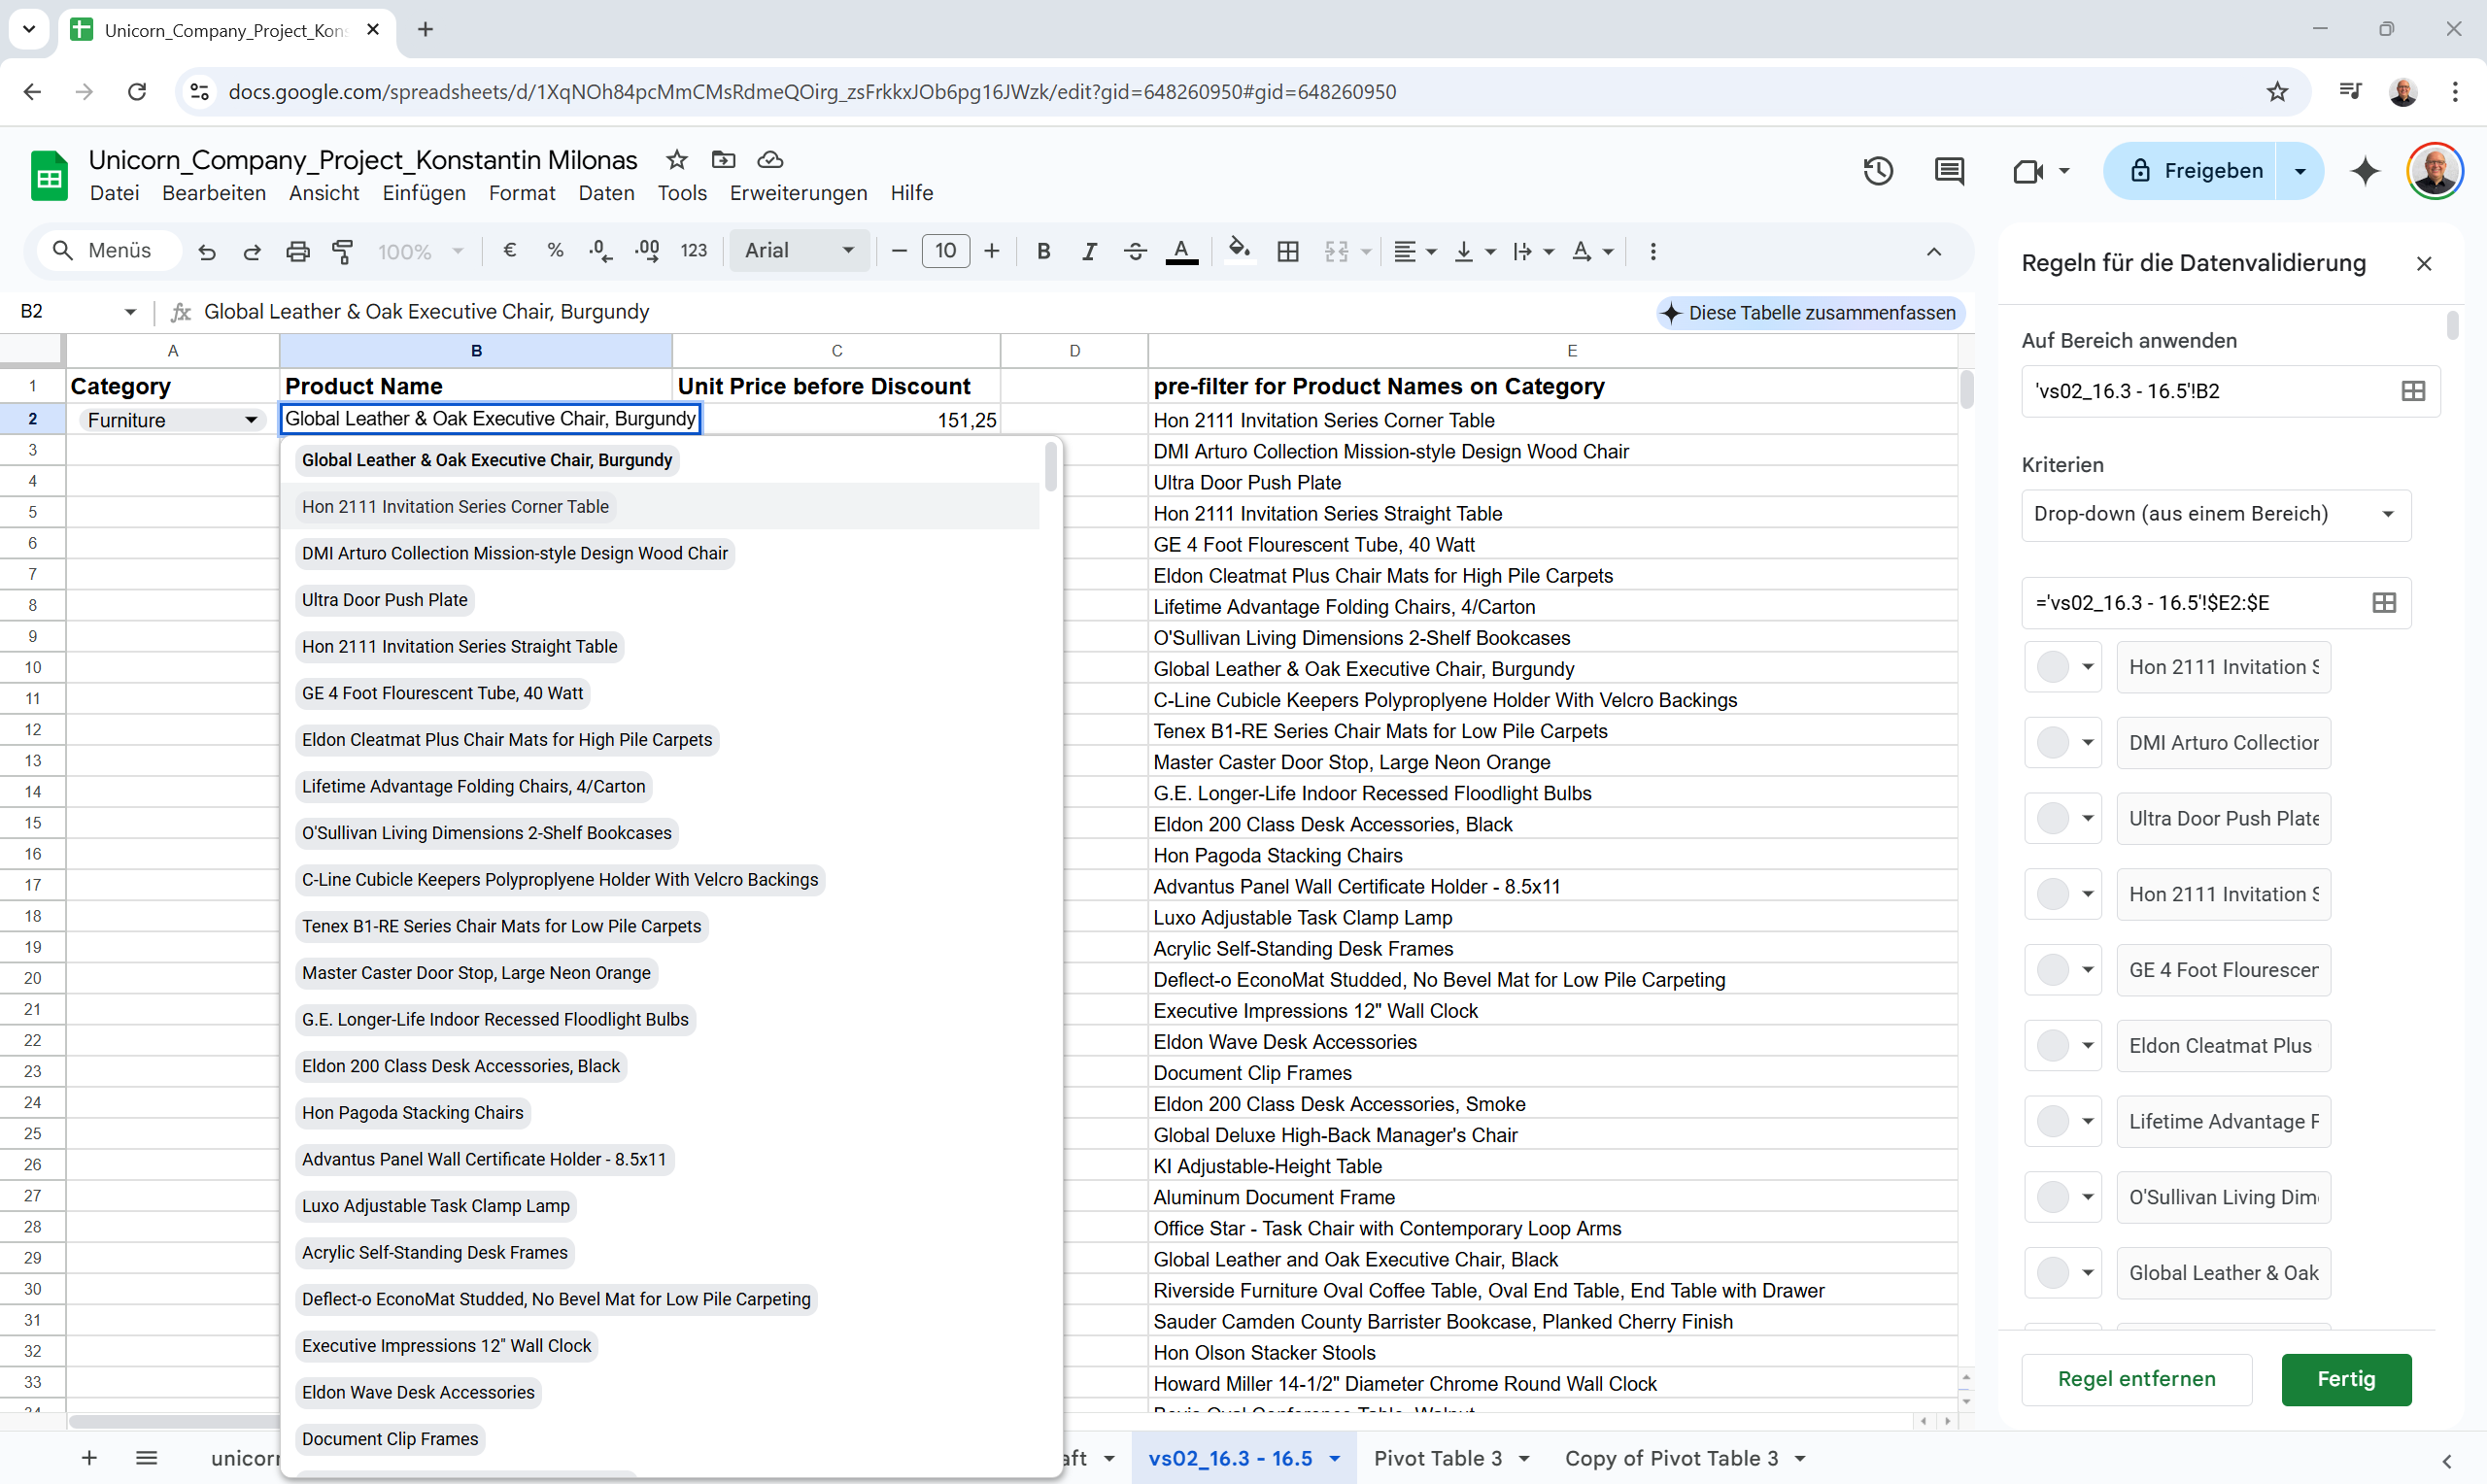 Unicorn_Company_Project_Kon
docs.google.com/spreadsheets/d/1XqNOh84pcMmCMsRdmeQOirg_zsFrkkxJOb6pg16JWzk/edit?gid=648260950#gid=648260950
Unicorn_Company_Project_Konstantin Milonas
Datei Bearbeiten Ansicht Einfügen Format Daten Tools Erweiterungen Hilfe
Freigeben
Menüs 100% € % .0 .00 123 Arial 10 B I A
B2 fx Global Leather & Oak Executive Chair, Burgundy
Diese Tabelle zusammenfassen
A B C D E
1 Category Product Name Unit Price before Discount pre-filter for Product Names on Category
2 Furniture Global Leather & Oak Executive Chair, Burgundy 151,25 Hon 2111 Invitation Series Corner Table
3 DMI Arturo Collection Mission-style Design Wood Chair
4 Ultra Door Push Plate
5 Hon 2111 Invitation Series Straight Table
6 GE 4 Foot Flourescent Tube, 40 Watt
7 Eldon Cleatmat Plus Chair Mats for High Pile Carpets
8 Lifetime Advantage Folding Chairs, 4/Carton
9 O'Sullivan Living Dimensions 2-Shelf Bookcases
10 Global Leather & Oak Executive Chair, Burgundy
11 C-Line Cubicle Keepers Polyproplyene Holder With Velcro Backings
12 Tenex B1-RE Series Chair Mats for Low Pile Carpets
13 Master Caster Door Stop, Large Neon Orange
14 G.E. Longer-Life Indoor Recessed Floodlight Bulbs
15 Eldon 200 Class Desk Accessories, Black
16 Hon Pagoda Stacking Chairs
17 Advantus Panel Wall Certificate Holder - 8.5x11
18 Luxo Adjustable Task Clamp Lamp
19 Acrylic Self-Standing Desk Frames
20 Deflect-o EconoMat Studded, No Bevel Mat for Low Pile Carpeting
21 Executive Impressions 12" Wall Clock
22 Eldon Wave Desk Accessories
23 Document Clip Frames
24 Eldon 200 Class Desk Accessories, Smoke
25 Global Deluxe High-Back Manager's Chair
26 KI Adjustable-Height Table
27 Aluminum Document Frame
28 Office Star - Task Chair with Contemporary Loop Arms
29 Global Leather and Oak Executive Chair, Black
30 Riverside Furniture Oval Coffee Table, Oval End Table, End Table with Drawer
31 Sauder Camden County Barrister Bookcase, Planked Cherry Finish
32 Hon Olson Stacker Stools
33 Howard Miller 14-1/2" Diameter Chrome Round Wall Clock
Global Leather & Oak Executive Chair, Burgundy
Hon 2111 Invitation Series Corner Table
DMI Arturo Collection Mission-style Design Wood Chair
Ultra Door Push Plate
Hon 2111 Invitation Series Straight Table
GE 4 Foot Flourescent Tube, 40 Watt
Eldon Cleatmat Plus Chair Mats for High Pile Carpets
Lifetime Advantage Folding Chairs, 4/Carton
O'Sullivan Living Dimensions 2-Shelf Bookcases
C-Line Cubicle Keepers Polyproplyene Holder With Velcro Backings
Tenex B1-RE Series Chair Mats for Low Pile Carpets
Master Caster Door Stop, Large Neon Orange
G.E. Longer-Life Indoor Recessed Floodlight Bulbs
Eldon 200 Class Desk Accessories, Black
Hon Pagoda Stacking Chairs
Advantus Panel Wall Certificate Holder - 8.5x11
Luxo Adjustable Task Clamp Lamp
Acrylic Self-Standing Desk Frames
Deflect-o EconoMat Studded, No Bevel Mat for Low Pile Carpeting
Executive Impressions 12" Wall Clock
Eldon Wave Desk Accessories
Document Clip Frames
Regeln für die Datenvalidierung
Auf Bereich anwenden
'vs02_16.3 - 16.5'!B2
Kriterien
Drop-down (aus einem Bereich)
='vs02_16.3 - 16.5'!$E2:$E
Hon 2111 Invitation S
DMI Arturo Collection
Ultra Door Push Plate
Hon 2111 Invitation S
GE 4 Foot Flourescen
Eldon Cleatmat Plus
Lifetime Advantage F
O'Sullivan Living Dim
Global Leather & Oak
Regel entfernen Fertig
unicorn aft vs02_16.3 - 16.5 Pivot Table 3 Copy of Pivot Table 3